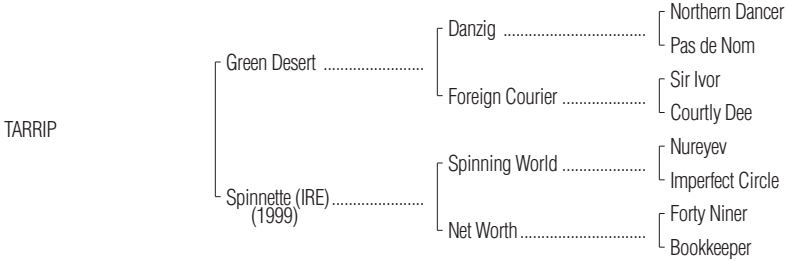 Northern Dancer
Danzig ..................................
Pas de Nom
Green Desert ........................
Sir Ivor
Foreign Courier ....................
Courtly Dee
TARRIP
Nureyev
Spinning World ....................
Imperfect Circle
Spinnette (IRE)......................
(1999)
Forty Niner
Net Worth..............................
Bookkeeper